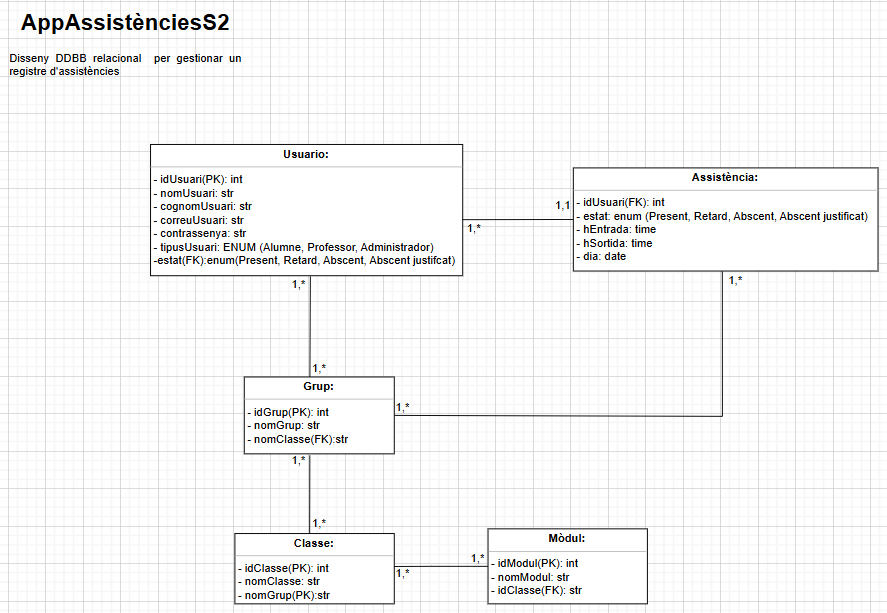 AppAssistènciesS2
Disseny DDBB relacional per gestionar un
registre d'assistències
Usuario:
- idUsuari(PK): int
- nomUsuari: str
- cognomUsuari: str
- correuUsuari: str
- contrassenya: str
- tipusUsuari: ENUM (Alumne, Professor, Administrador)
-estat(FK):enum(Present, Retard, Abscent, Abscent justifcat)
1,*
1,1
Assistència:
- idUsuari(FK): int
- estat: enum (Present, Retard, Abscent, Abscent justificat)
- hEntrada: time
- hSortida: time
- dia: date
1,*
1,*
1,*
Grup:
- idGrup(PK): int
- nomGrup: str
- nomClasse(FK):str
1,*
1,*
1,*
Classe:
- idClasse(PK): int
- nomClasse: str
- nomGrup(PK):str
1,*
1,*
Mòdul:
- idModul(PK): int
- nomModul: str
- idClasse(FK): str